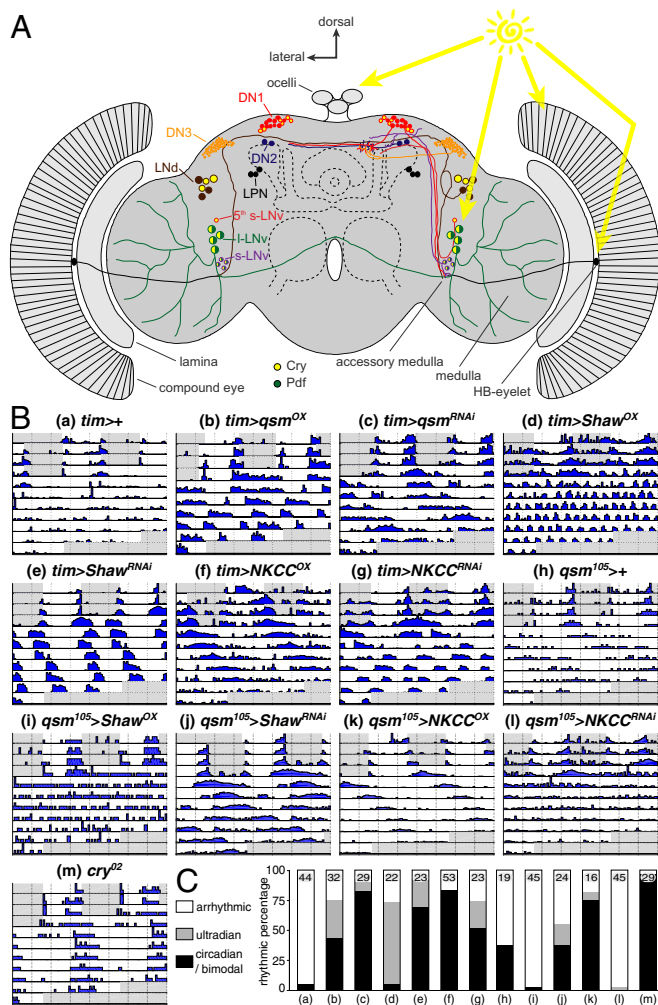 A
dorsal
lateral
ocelli
DN1
DN3
DN2
LNd
LPN
5th s-LNv
l-LNv
s-LNv
lamina
compound eye
Cry
Pdf
accessory medulla
medulla
HB-eyelet
B
(a) tim>+
(b) tim>qsmOX
(c) tim>qsmRNAi
(d) tim>ShawOX
(e) tim>ShawRNAi
(f) tim>NKCCOX
(g) tim>NKCCRNAi
(h) qsm105>+
(i) qsm105>ShawOX
(j) qsm105>ShawRNAi
(k) qsm105>NKCCOX
(l) qsm105>NKCCRNAi
(m) cry02
C
arrhythmic
ultradian
circadian
/ bimodal
rhythmic percentage
100
75
50
25
0
44 32 29 22 23 53 23 19 45 24 16 45 29
(a) (b) (c) (d) (e) (f) (g) (h) (i) (j) (k) (l) (m)